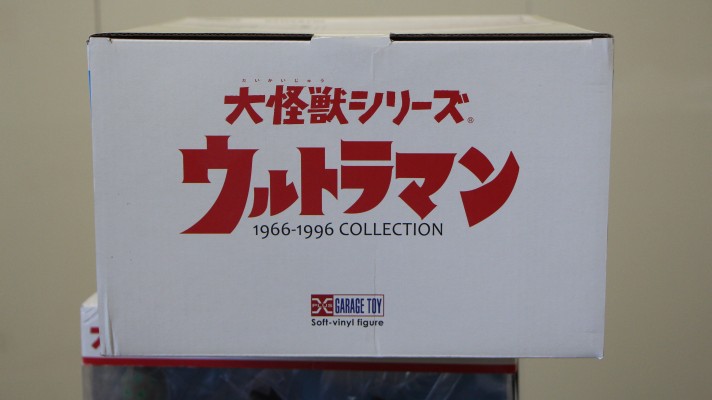 だいかいじゅう
大怪獣シリーズ®
ウルトラマン
1966-1996 COLLECTION
GARAGE TOY
Soft-vinyl figure